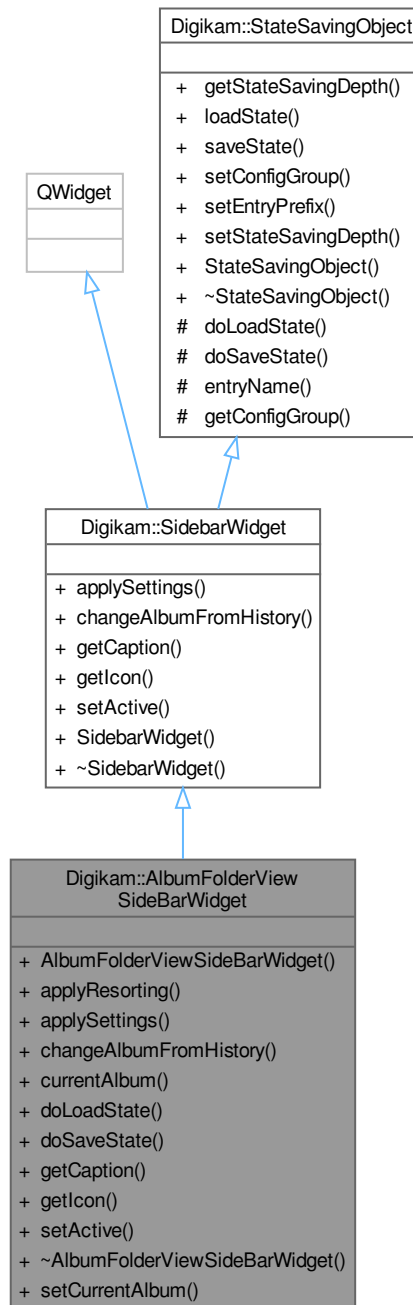 Digikam::StateSavingObject
+ getStateSavingDepth()
+ loadState()
+ saveState()
+ setConfigGroup()
+ setEntryPrefix()
+ setStateSavingDepth()
+ StateSavingObject()
+ ~StateSavingObject()
# doLoadState()
# doSaveState()
# entryName()
# getConfigGroup()
QWidget
Digikam::SidebarWidget
+ applySettings()
+ changeAlbumFromHistory()
+ getCaption()
+ getIcon()
+ setActive()
+ SidebarWidget()
+ ~SidebarWidget()
Digikam::AlbumFolderView
SideBarWidget
+ AlbumFolderViewSideBarWidget()
+ applyResorting()
+ applySettings()
+ changeAlbumFromHistory()
+ currentAlbum()
+ doLoadState()
+ doSaveState()
+ getCaption()
+ getIcon()
+ setActive()
+ ~AlbumFolderViewSideBarWidget()
+ setCurrentAlbum()